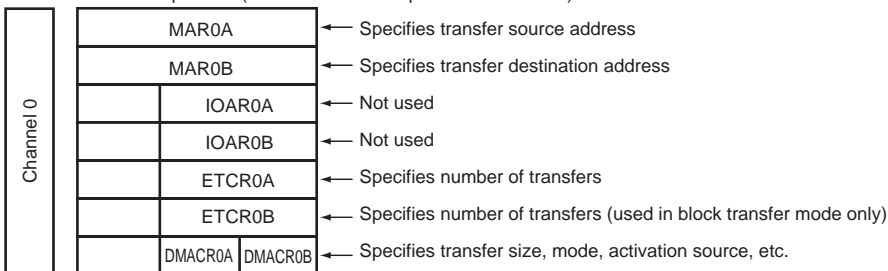 Channel 0
MAR0A Specifies transfer source address
MAR0B Specifies transfer destination address
IOAR0A Not used
IOAR0B Not used
ETCR0A Specifies number of transfers
ETCR0B Specifies number of transfers (used in block transfer mode only)
DMACR0A DMACR0B Specifies transfer size, mode, activation source, etc.